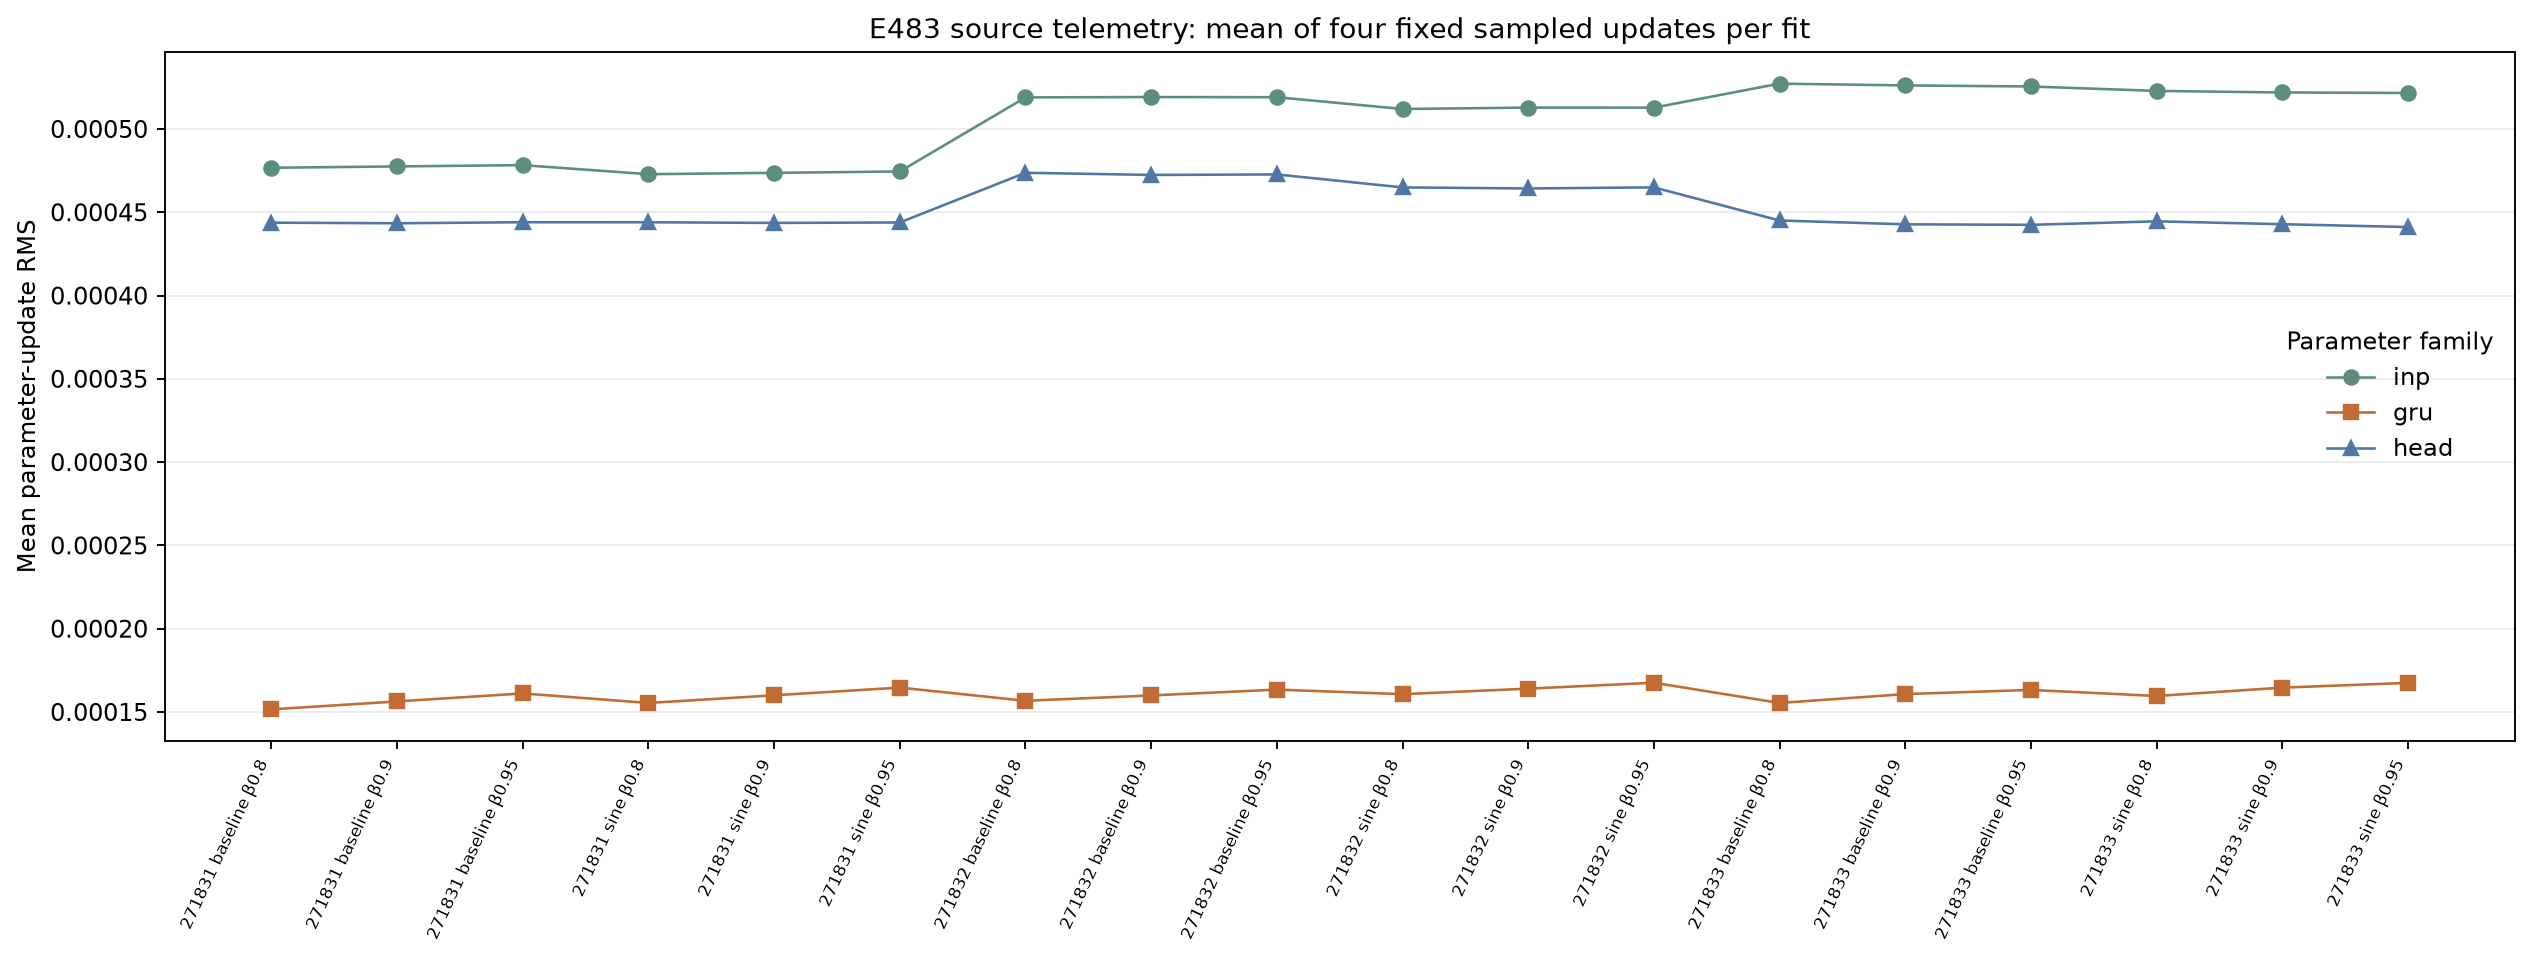 E483 source telemetry: mean of four fixed sampled updates per fit
Mean parameter-update RMS
0.00050
0.00045
0.00040
0.00035
0.00030
0.00025
0.00020
0.00015
Parameter family
inp
gru
head
271831 baseline β0.8
271831 baseline β0.9
271831 baseline β0.95
271831 sine β0.8
271831 sine β0.9
271831 sine β0.95
271832 baseline β0.8
271832 baseline β0.9
271832 baseline β0.95
271832 sine β0.8
271832 sine β0.9
271832 sine β0.95
271833 baseline β0.8
271833 baseline β0.9
271833 baseline β0.95
271833 sine β0.8
271833 sine β0.9
271833 sine β0.95